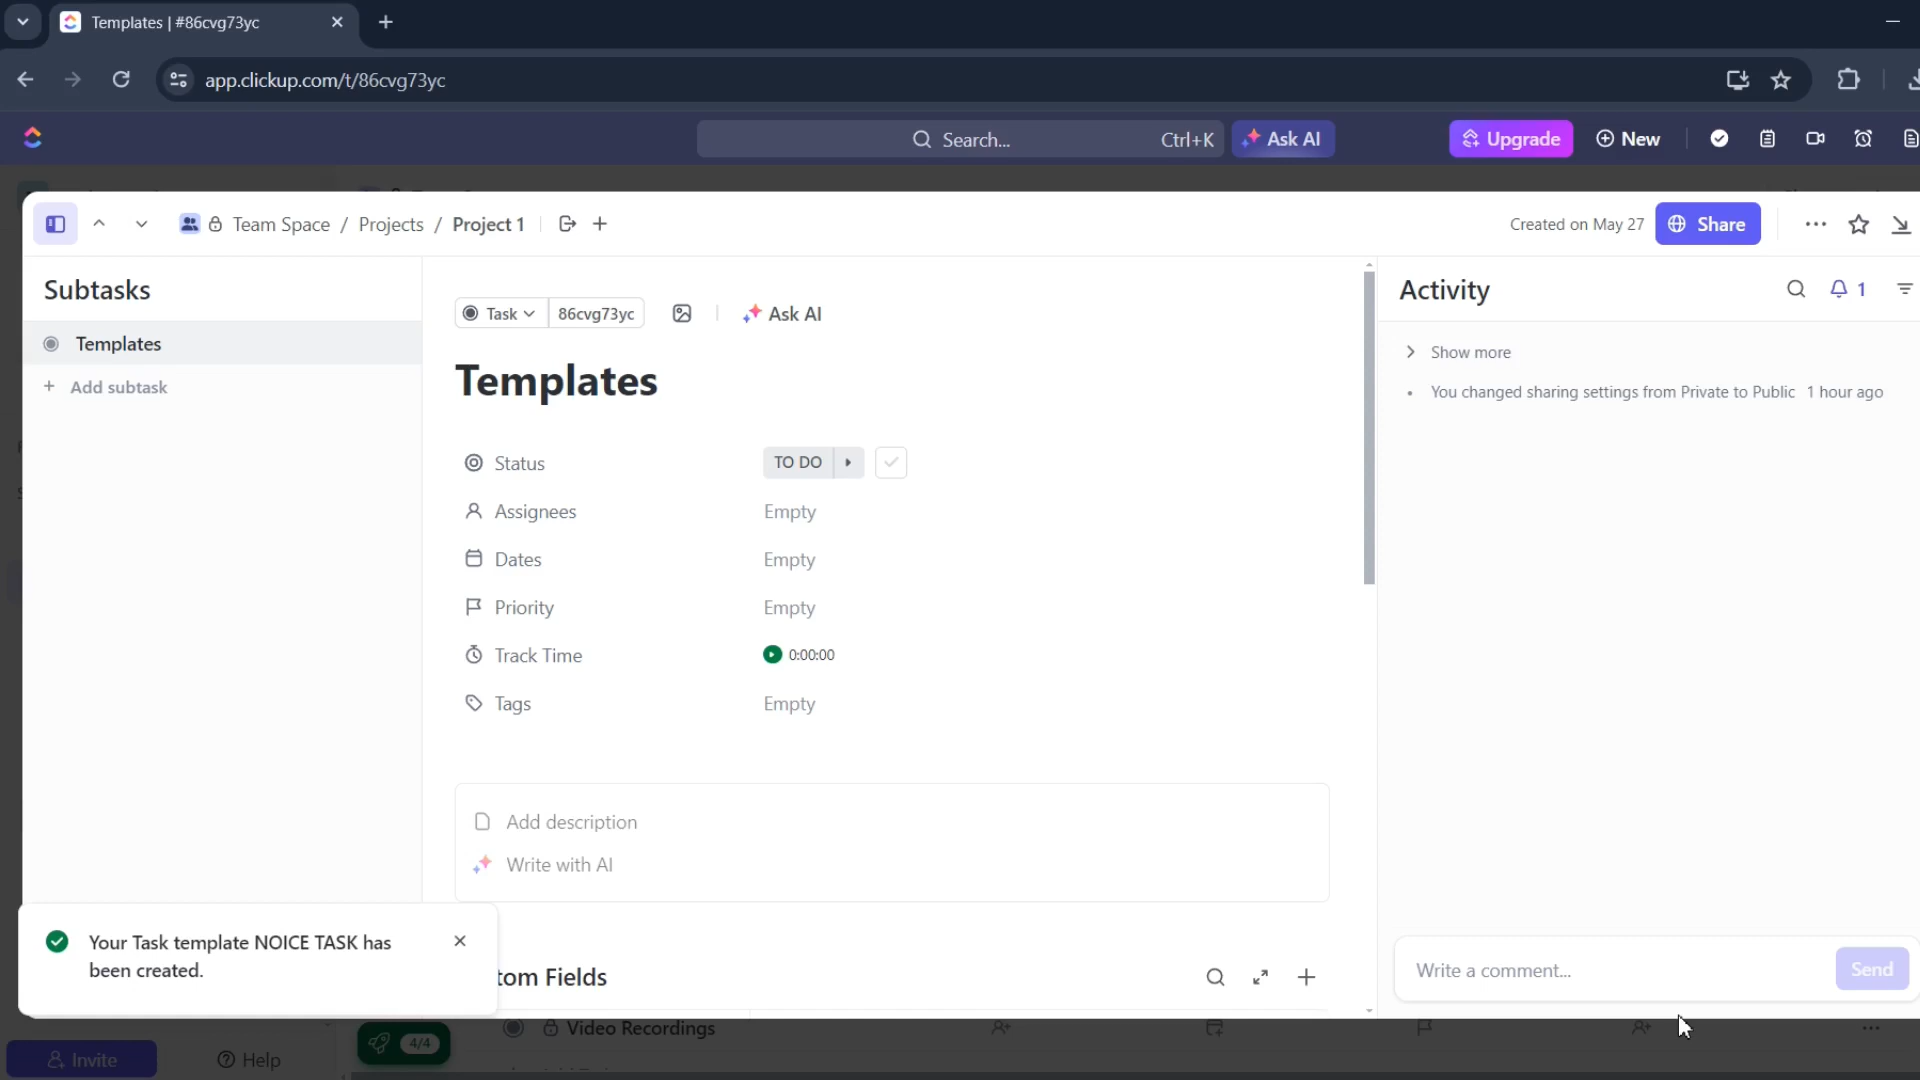 Templates | #86cvg73yc
app.clickup.com/t/86cvg73yc
Search... Ctrl+K Ask AI Upgrade New
Team Space / Projects / Project 1 Created on May 27 Share
Subtasks
Templates
Add subtask
Task 86cvg73yc Ask AI
Templates
Status TO DO
Assignees Empty
Dates Empty
Priority Empty
Track Time 0:00:00
Tags Empty
Add description
Write with AI
tom Fields
Activity 1
Show more
You changed sharing settings from Private to Public 1 hour ago
Write a comment... Send
Your Task template NOICE TASK has
been created.
Video Recordings
Invite Help 4/4